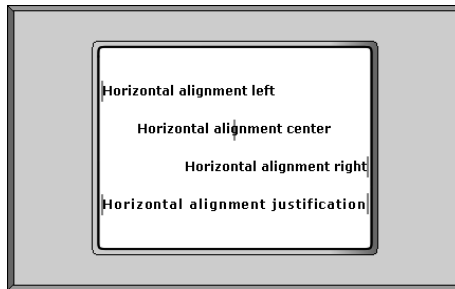 Horizontal alignment left
Horizontal alignment center
Horizontal alignment right
Horizontal alignment justification